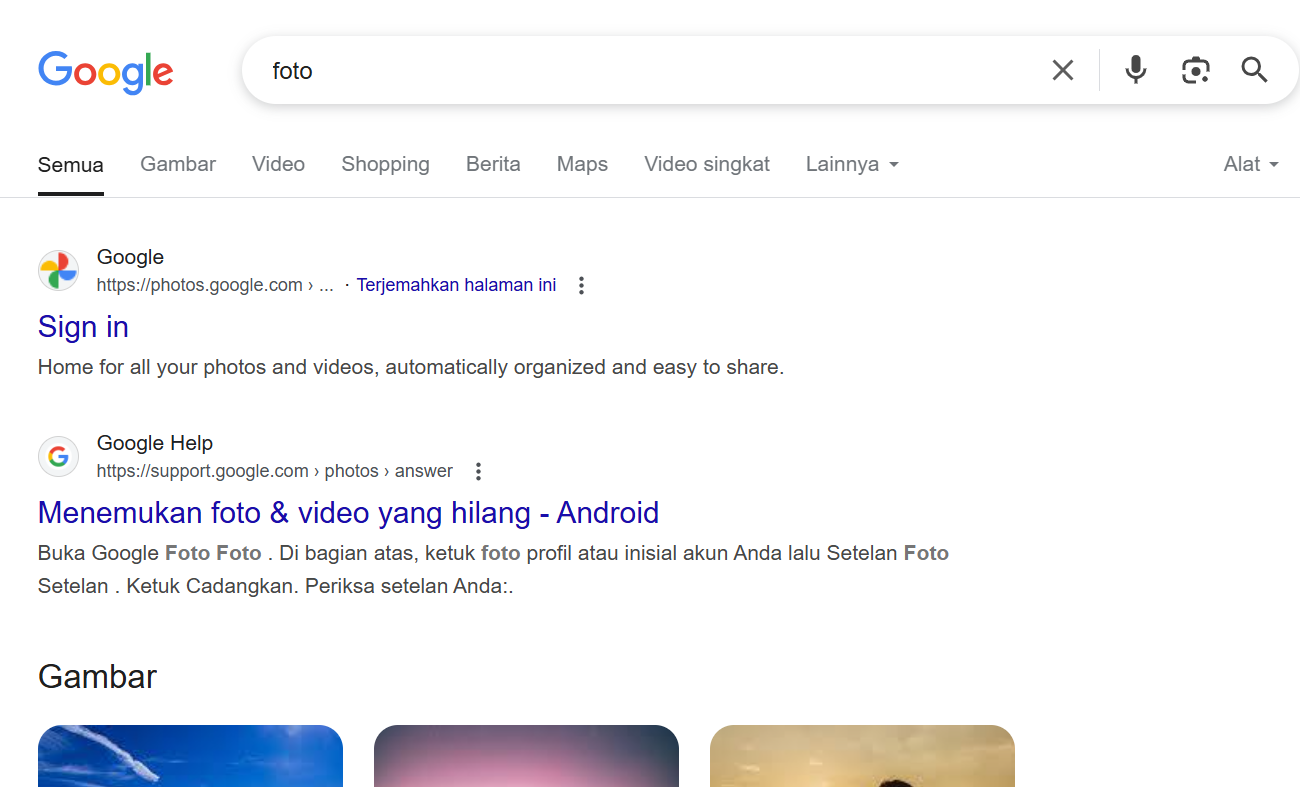 Google
foto
Semua Gambar Video Shopping Berita Maps Video singkat Lainnya Alat
Google
https://photos.google.com › ... · Terjemahkan halaman ini
Sign in
Home for all your photos and videos, automatically organized and easy to share.
Google Help
https://support.google.com › photos › answer
Menemukan foto & video yang hilang - Android
Buka Google Foto Foto . Di bagian atas, ketuk foto profil atau inisial akun Anda lalu Setelan Foto
Setelan . Ketuk Cadangkan. Periksa setelan Anda:.
Gambar